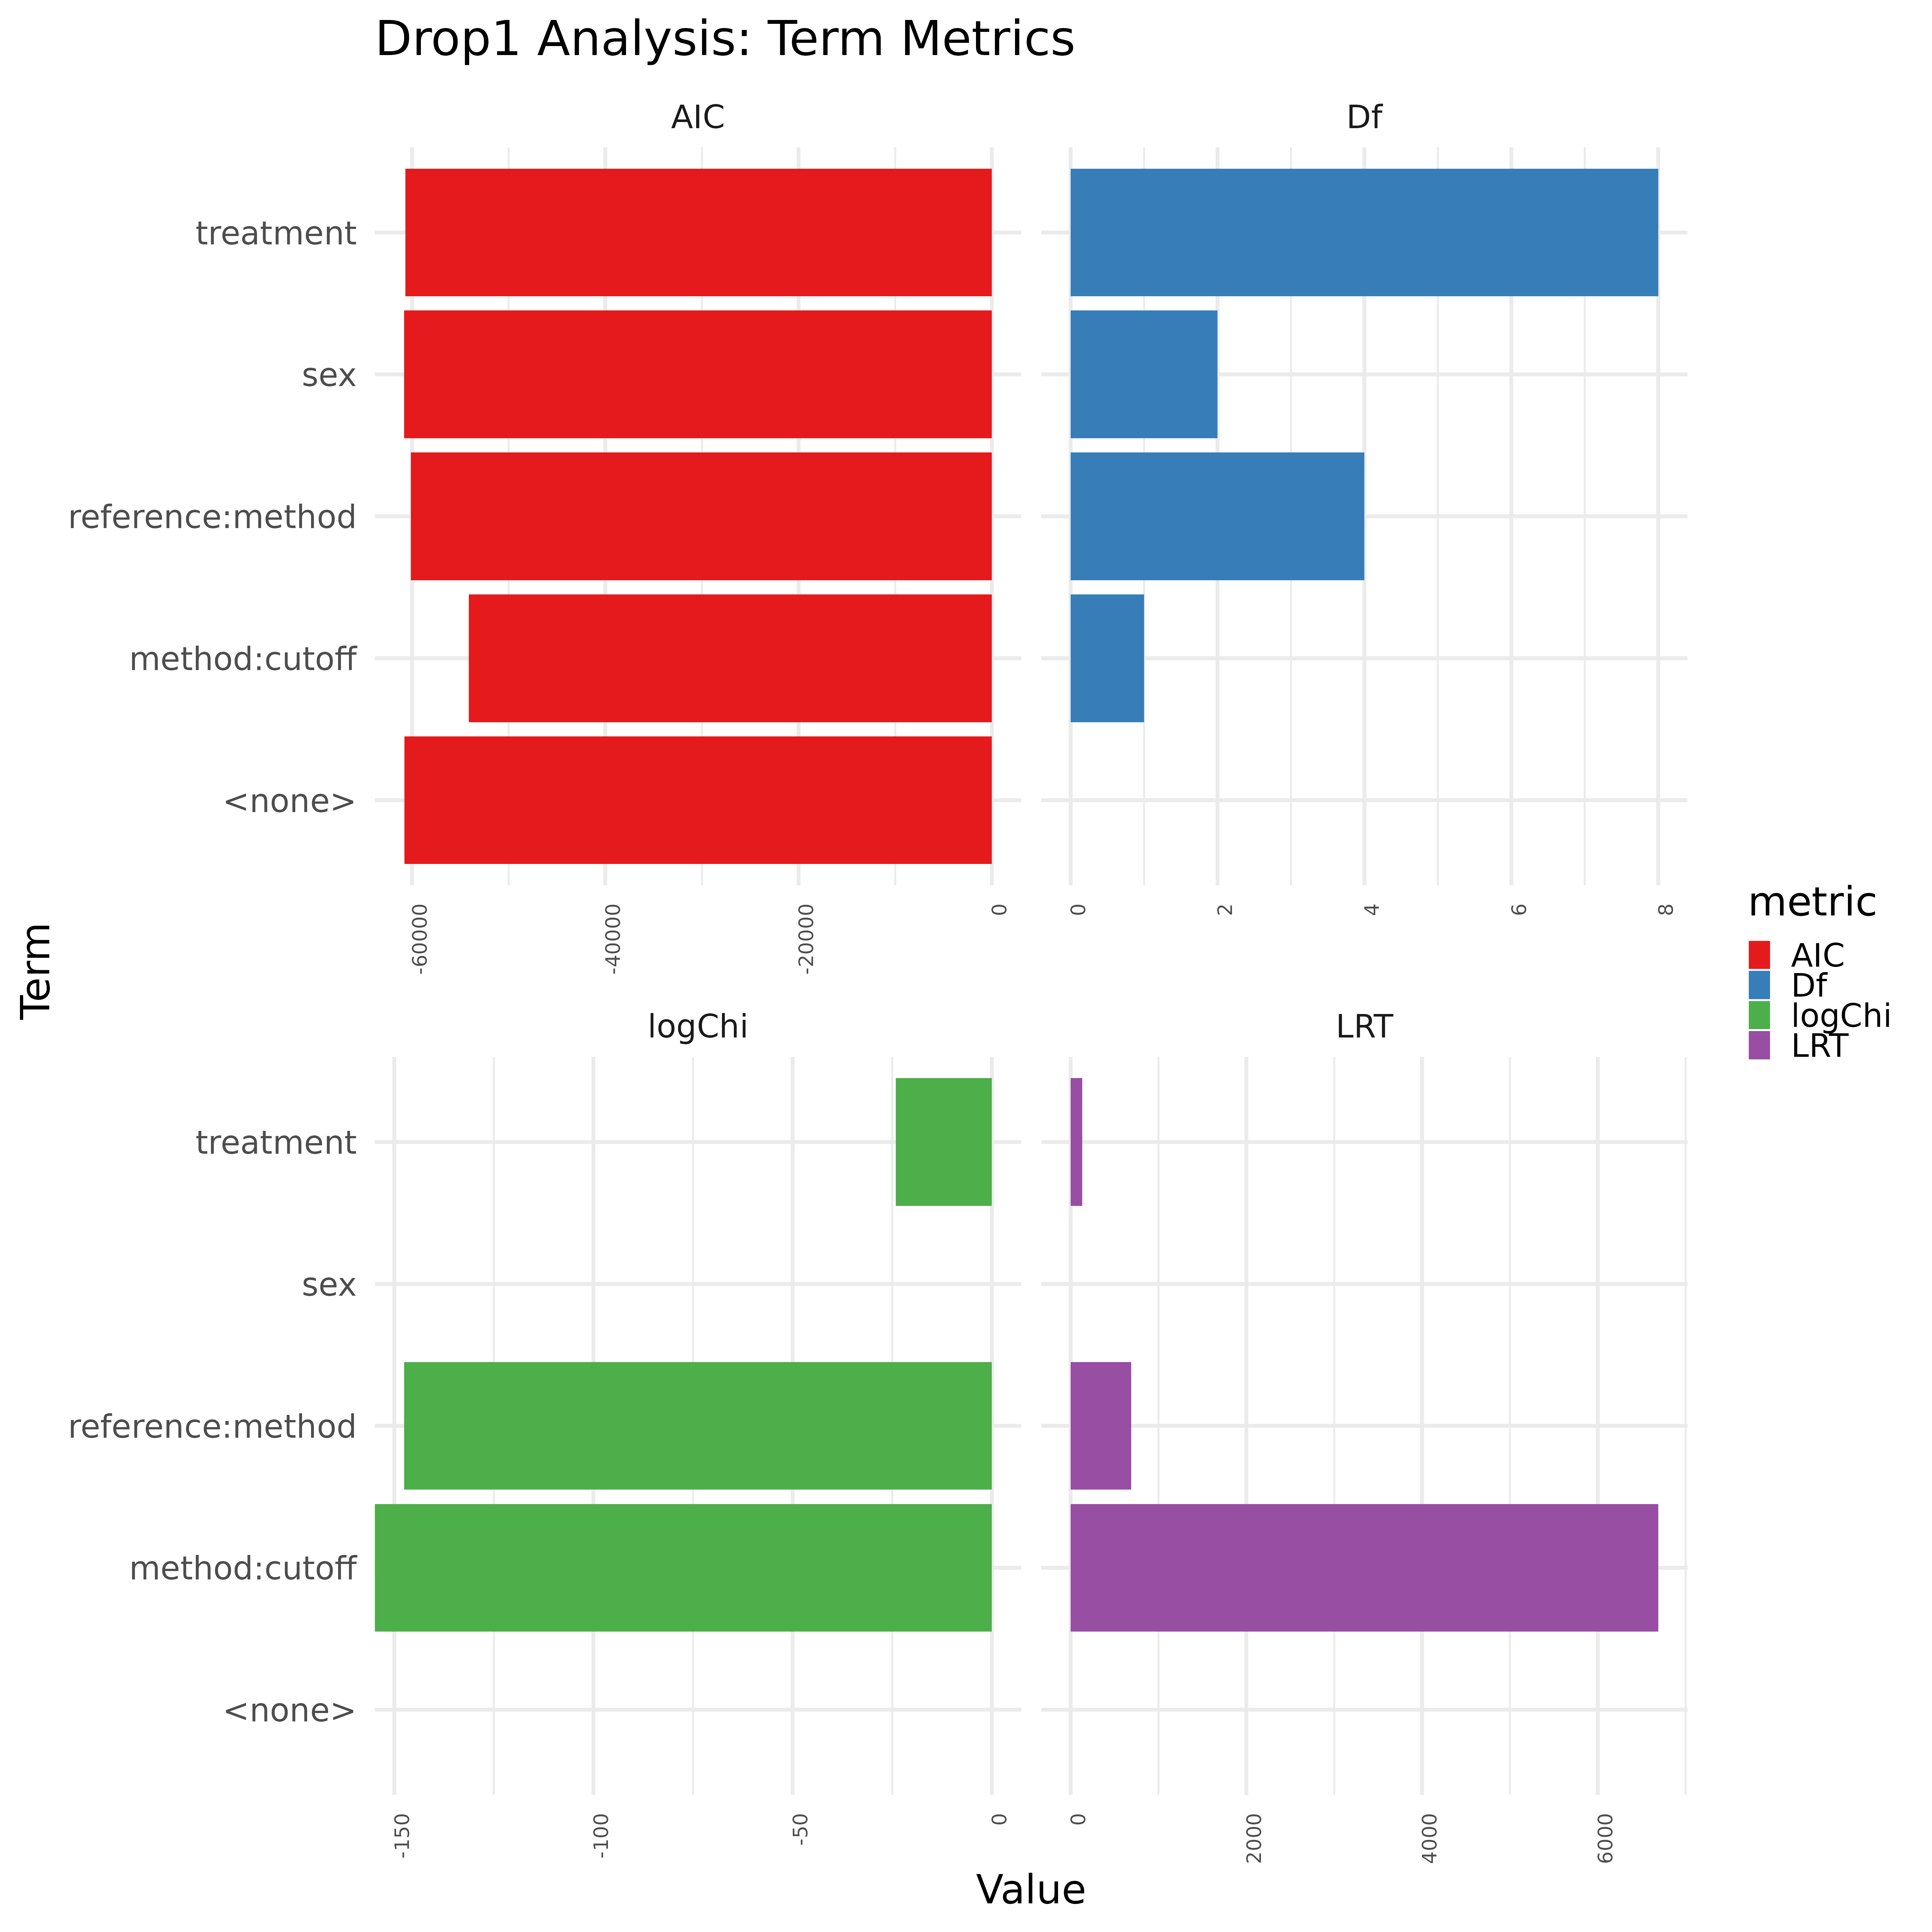 Drop1 Analysis: Term Metrics
AIC
Df
treatment
sex
reference:method
method:cutoff
<none>
-60000
-40000
-20000
0
0
2
4
6
8
logChi
LRT
treatment
sex
reference:method
method:cutoff
<none>
-150
-100
-50
0
0
2000
4000
6000
Value
Term
metric
AIC
Df
logChi
LRT